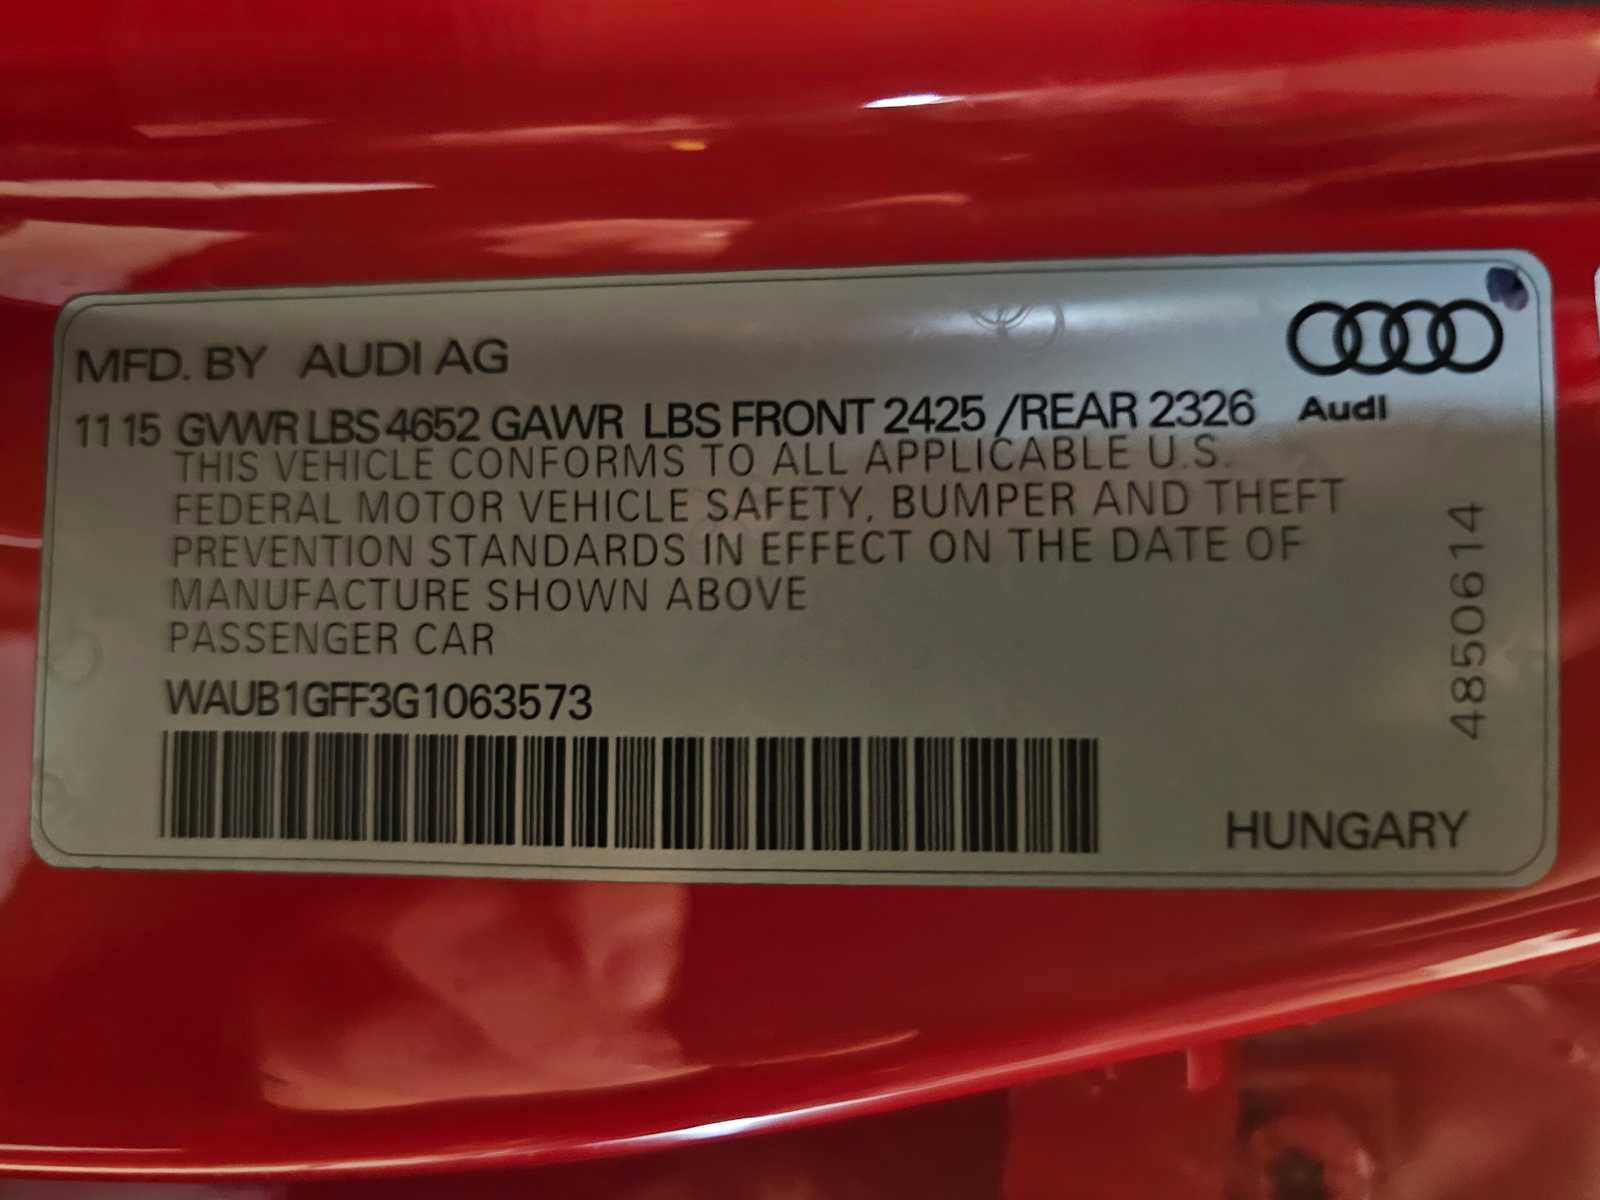 MFD. BY AUDI AG
11 15 GVWR LBS 4652 GAWR LBS FRONT 2425 /REAR 2326
Audi
THIS VEHICLE CONFORMS TO ALL APPLICABLE U.S.
FEDERAL MOTOR VEHICLE SAFETY, BUMPER AND THEFT
PREVENTION STANDARDS IN EFFECT ON THE DATE OF
MANUFACTURE SHOWN ABOVE
PASSENGER CAR
WAUB1GFF3G1063573
4850614
HUNGARY